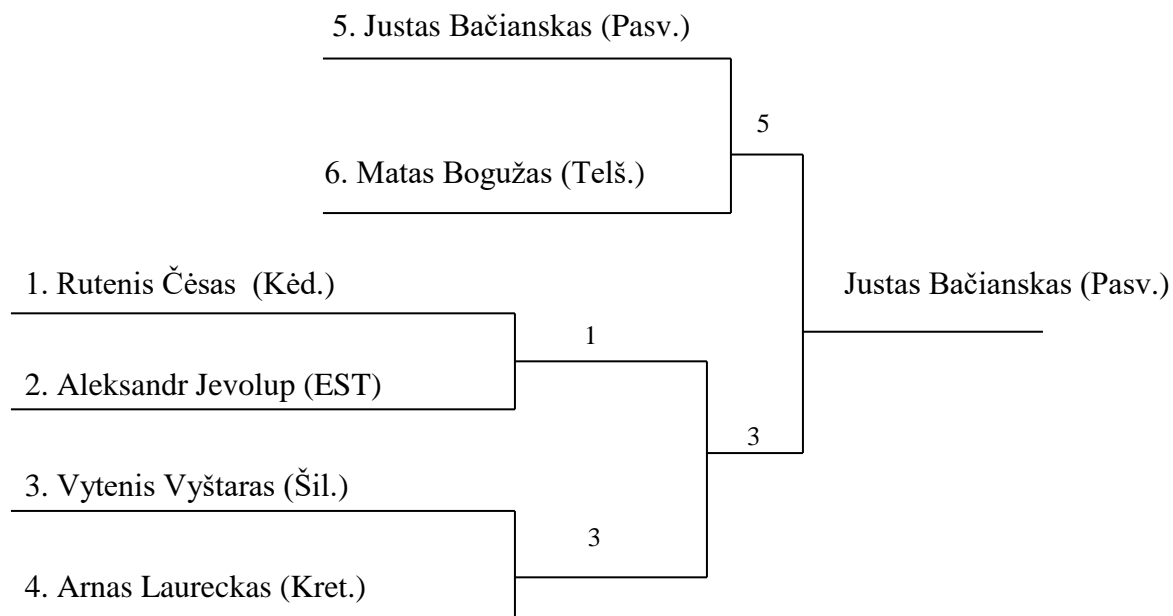 5. Justas Bačianskas (Pasv.)
5
6. Matas Bogužas (Telš.)
1. Rutenis Čėsas (Kėd.)
Justas Bačianskas (Pasv.)
1
2. Aleksandr Jevolup (EST)
3
3. Vytenis Vyštaras (Šil.)
3
4. Arnas Laureckas (Kret.)